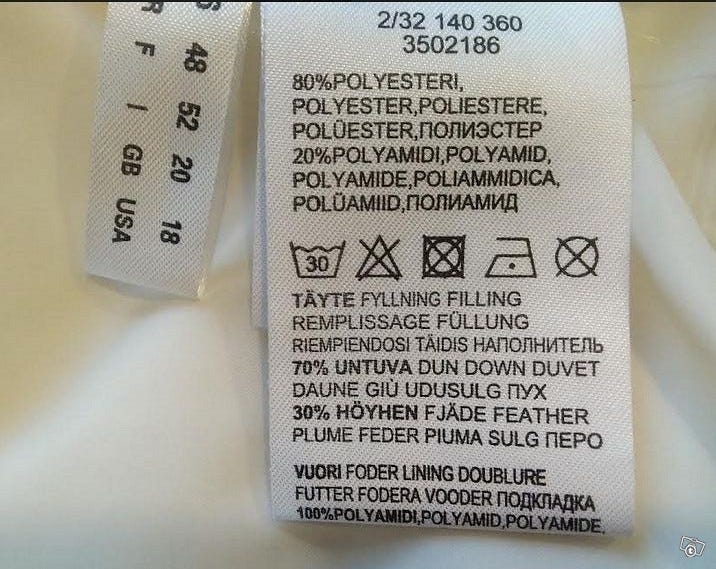 48 F
52 I
20 GB
18 USA
2/32 140 360
3502186
80%POLYESTERI,
POLYESTER,POLIESTERE,
POLÜESTER,ПОЛИЭСТЕР
20%POLYAMIDI,POLYAMID,
POLYAMIDE,POLIAMMIDICA,
POLÜAMIID,ПОЛИАМИД
30
TÄYTE FYLLNING FILLING
REMPLISSAGE FÜLLUNG
RIEMPIENDOSI TÄIDIS НАПОЛНИТЕЛЬ
70% UNTUVA DUN DOWN DUVET
DAUNE GIÙ UDUSULG ПУХ
30% HÖYHEN FJÄDE FEATHER
PLUME FEDER PIUMA SULG ПЕРО
VUORI FODER LINING DOUBLURE
FUTTER FODERA VOODER ПОДКЛАДКА
100%POLYAMIDI,POLYAMID,POLYAMIDE,